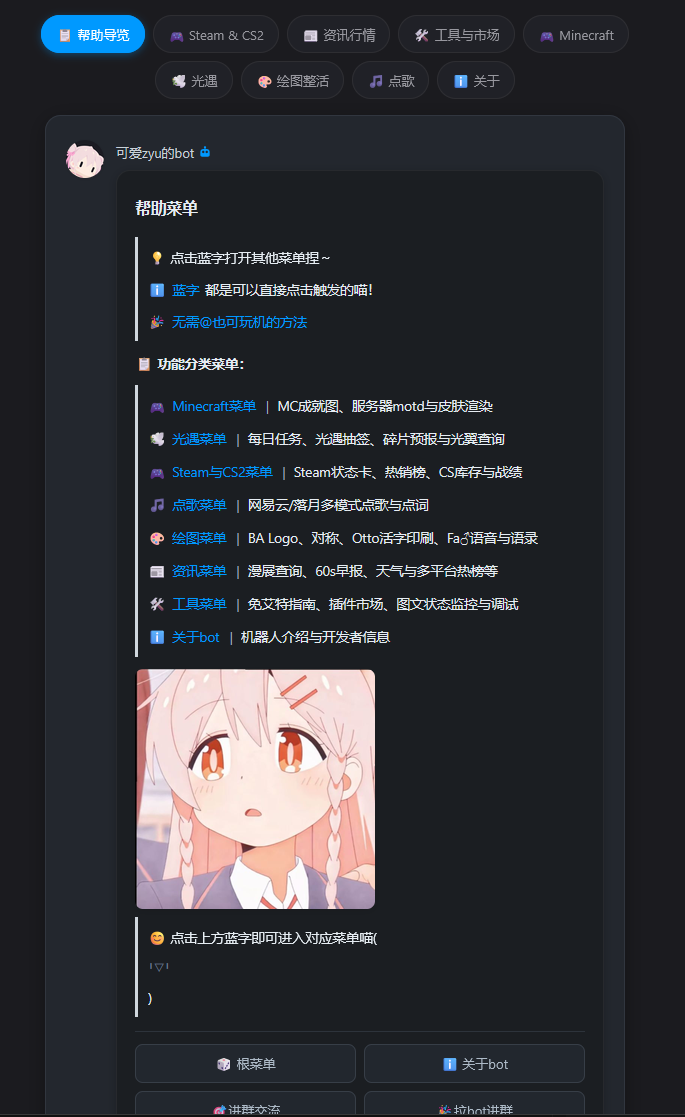 帮助导览
Steam & CS2
资讯行情
工具与市场
Minecraft
光遇
绘图整活
点歌
关于
可爱zyu的bot
帮助菜单
点击蓝字打开其他菜单捏～
蓝字 都是可以直接点击触发的喵！
无需@也可玩机的方法
功能分类菜单：
Minecraft菜单 | MC成就图、服务器motd与皮肤渲染
光遇菜单 | 每日任务、光遇抽签、碎片预报与光翼查询
Steam与CS2菜单 | Steam状态卡、热销榜、CS库存与战绩
点歌菜单 | 网易云/落月多模式点歌与点词
绘图菜单 | BA Logo、对称、Otto活字印刷、Fa♂语音与语录
资讯菜单 | 漫展查询、60s早报、天气与多平台热榜等
工具菜单 | 免艾特指南、插件市场、图文状态监控与调试
关于bot | 机器人介绍与开发者信息
点击上方蓝字即可进入对应菜单喵(
╹▽╹
)
根菜单
关于bot
进群交流
拉bot进群